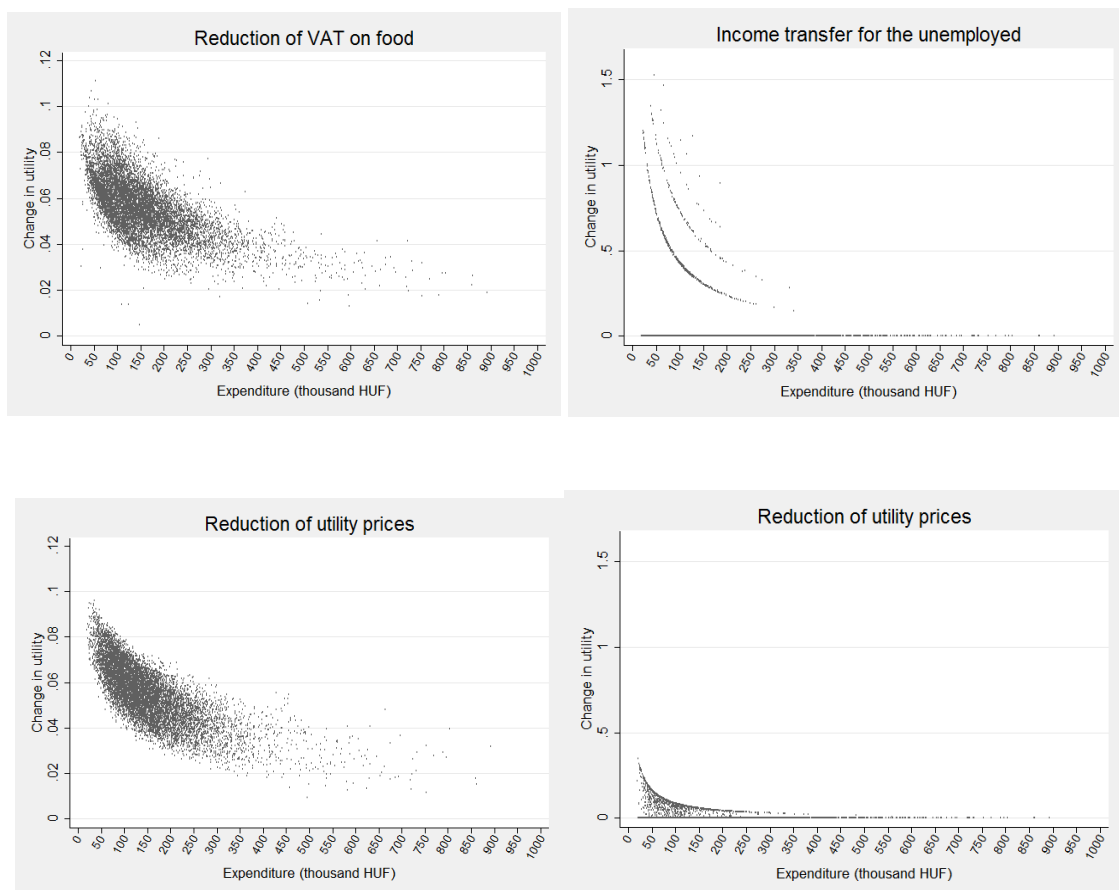 Reduction of VAT on food
Change in utility
.12
.1
.08
.06
.04
.02
0
0 50 100 150 200 250 300 350 400 450 500 550 600 650 700 750 800 850 900 950 1000
Expenditure (thousand HUF)
Income transfer for the unemployed
Change in utility
1.5
1
.5
0
0 50 100 150 200 250 300 350 400 450 500 550 600 650 700 750 800 850 900 950 1000
Expenditure (thousand HUF)
Reduction of utility prices
Change in utility
.12
.1
.08
.06
.04
.02
0
0 50 100 150 200 250 300 350 400 450 500 550 600 650 700 750 800 850 900 950 1000
Expenditure (thousand HUF)
Reduction of utility prices
Change in utility
1.5
1
.5
0
0 50 100 150 200 250 300 350 400 450 500 550 600 650 700 750 800 850 900 950 1000
Expenditure (thousand HUF)